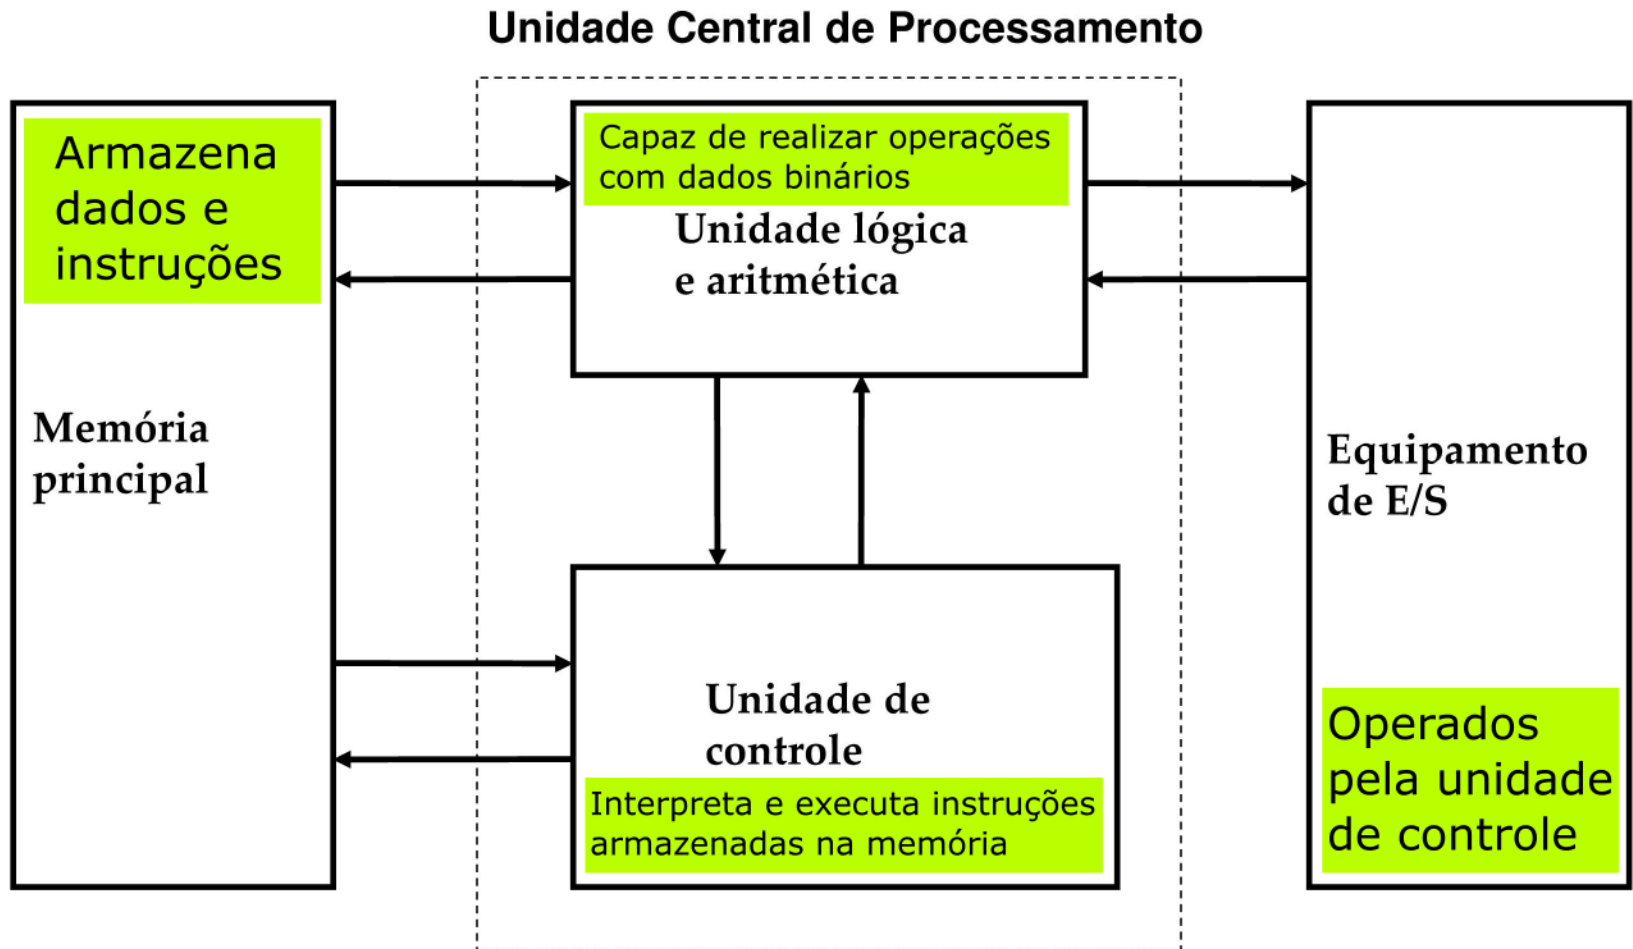 Unidade Central de Processamento
Armazena
dados e
instruções
Memória
principal
Capaz de realizar operações
com dados binários
Unidade lógica
e aritmética
Unidade de
controle
Interpreta e executa instruções
armazenadas na memória
Equipamento
de E/S
Operados
pela unidade
de controle